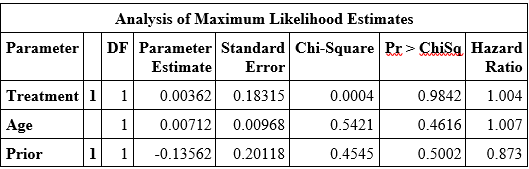 Analysis of Maximum Likelihood Estimates
Parameter DF Parameter Standard Chi-Square Pr > ChiSq Hazard
Estimate Error Ratio
Treatment 1 1 0.00362 0.18315 0.0004 0.9842 1.004
Age 1 0.00712 0.00968 0.5421 0.4616 1.007
Prior 1 1 -0.13562 0.20118 0.4545 0.5002 0.873